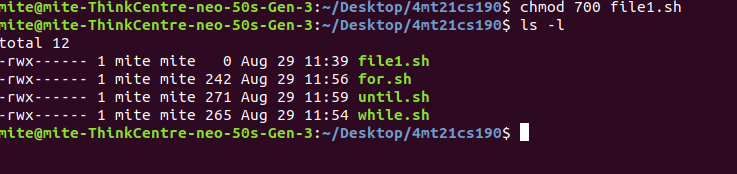 mite@mite-ThinkCentre-neo-50s-Gen-3:~/Desktop/4mt21cs190$ chmod 700 file1.sh
mite@mite-ThinkCentre-neo-50s-Gen-3:~/Desktop/4mt21cs190$ ls -l
total 12
-rwx------ 1 mite mite   0 Aug 29 11:39 file1.sh
-rwx------ 1 mite mite 242 Aug 29 11:56 for.sh
-rwx------ 1 mite mite 271 Aug 29 11:59 until.sh
-rwx------ 1 mite mite 265 Aug 29 11:54 while.sh
mite@mite-ThinkCentre-neo-50s-Gen-3:~/Desktop/4mt21cs190$